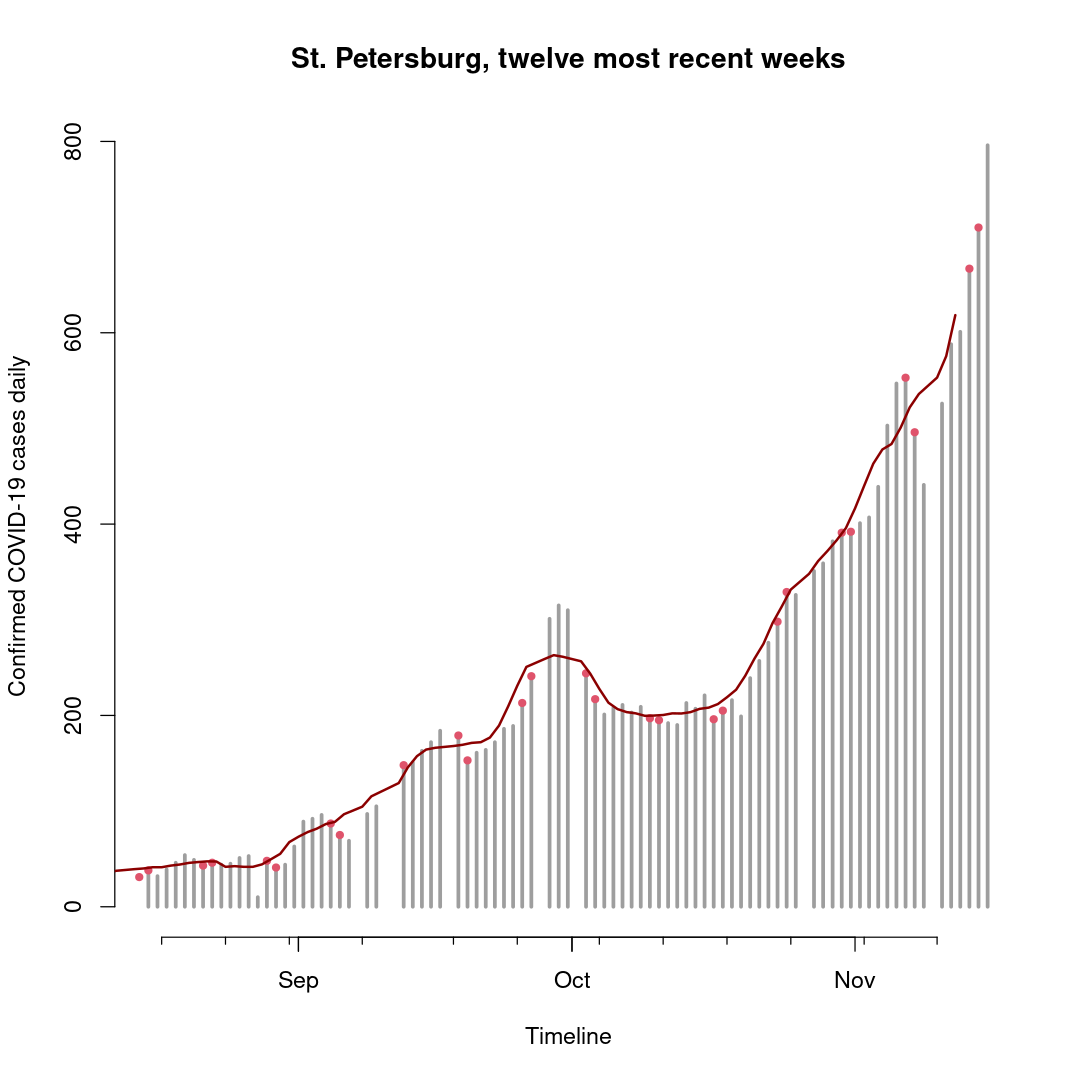 St. Petersburg, twelve most recent weeks
Confirmed COVID-19 cases daily
800
600
400
200
0
Sep Oct Nov
Timeline